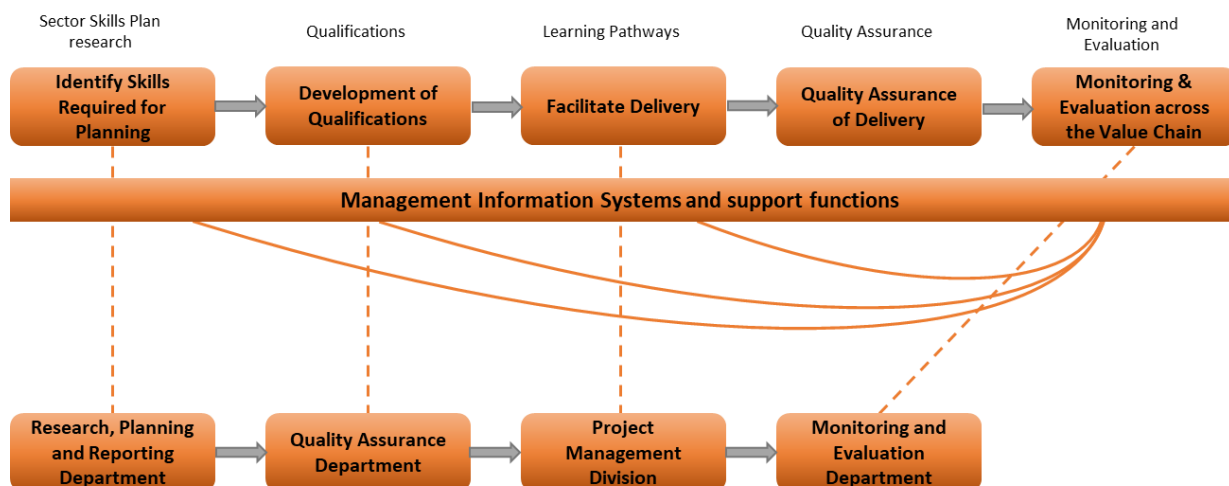 Sector Skills Plan
research
Qualifications
Learning Pathways
Quality Assurance
Monitoring and
Evaluation
Identify Skills
Required for
Planning
Development of
Qualifications
Facilitate Delivery
Quality Assurance
of Delivery
Monitoring &
Evaluation across
the Value Chain
Management Information Systems and support functions
Research, Planning
and Reporting
Department
Quality Assurance
Department
Project
Management
Division
Monitoring and
Evaluation
Department